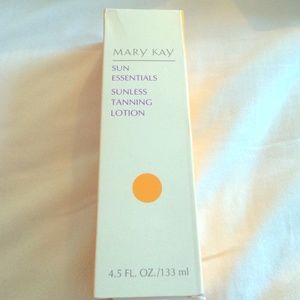 MARY KAY
SUN
ESSENTIALS
SUNLESS
TANNING
LOTION
4.5 FL. OZ./133 ml